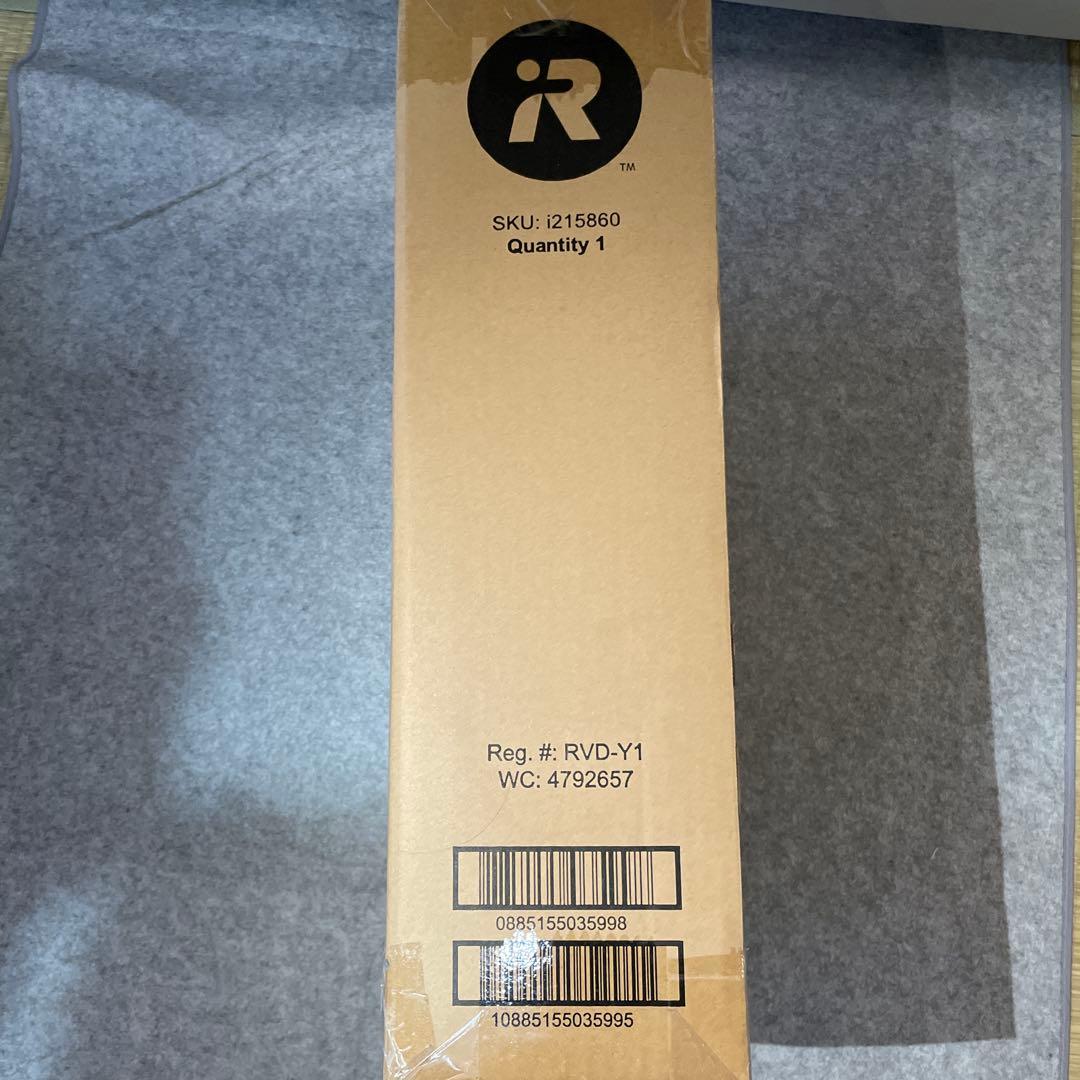 iR
TM
SKU: i215860
Quantity 1
Reg. #: RVD-Y1
WC: 4792657
0885155035998
10885155035995